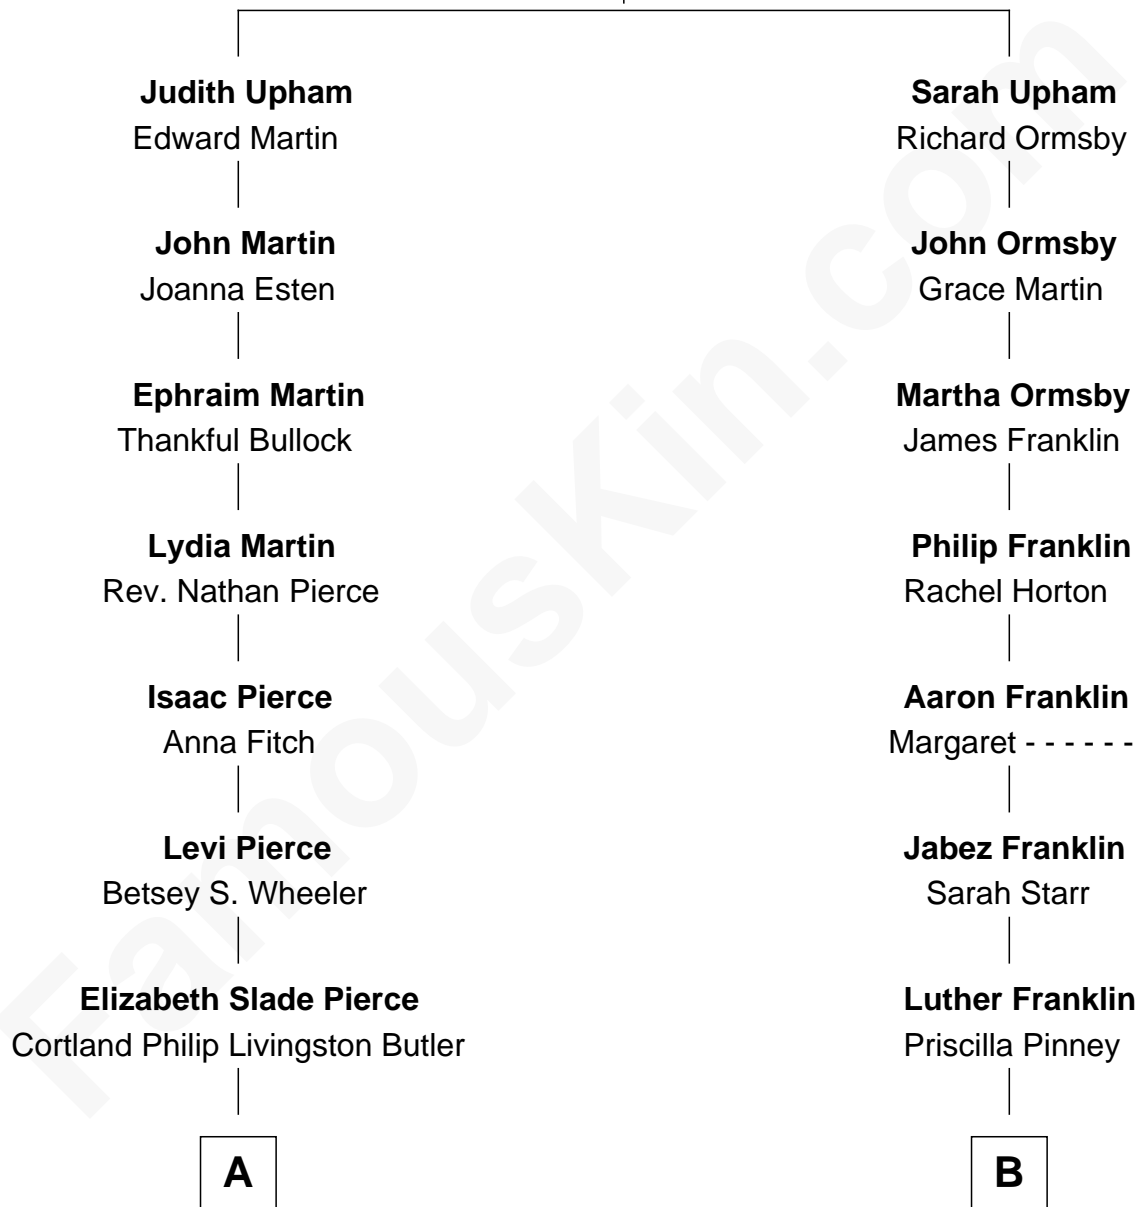 Judith Upham
Edward Martin
John Martin
Joanna Esten
Ephraim Martin
Thankful Bullock
Lydia Martin
Rev. Nathan Pierce
Isaac Pierce
Anna Fitch
Levi Pierce
Betsey S. Wheeler
Elizabeth Slade Pierce
Cortland Philip Livingston Butler
A
Sarah Upham
Richard Ormsby
John Ormsby
Grace Martin
Martha Ormsby
James Franklin
Philip Franklin
Rachel Horton
Aaron Franklin
Margaret - - - - - -
Jabez Franklin
Sarah Starr
Luther Franklin
Priscilla Pinney
B
FamousKin.com